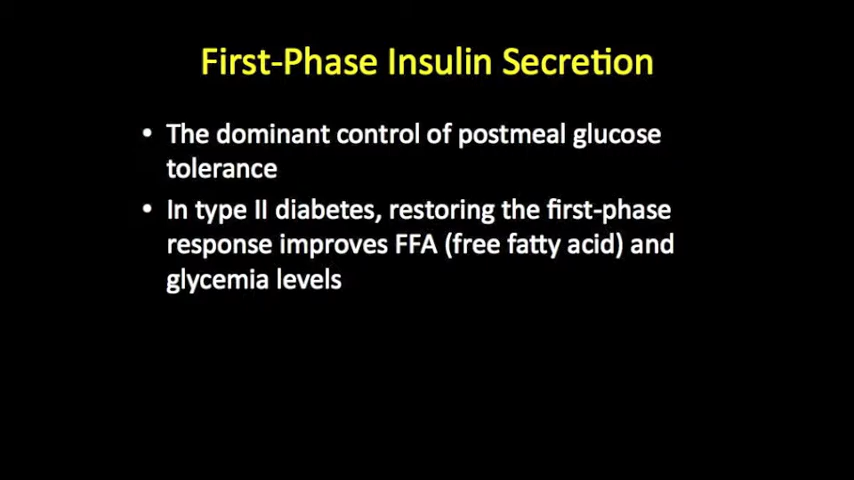 First-Phase Insulin Secretion
• The dominant control of postmeal glucose
tolerance
• In type II diabetes, restoring the first-phase
response improves FFA (free fatty acid) and
glycemia levels